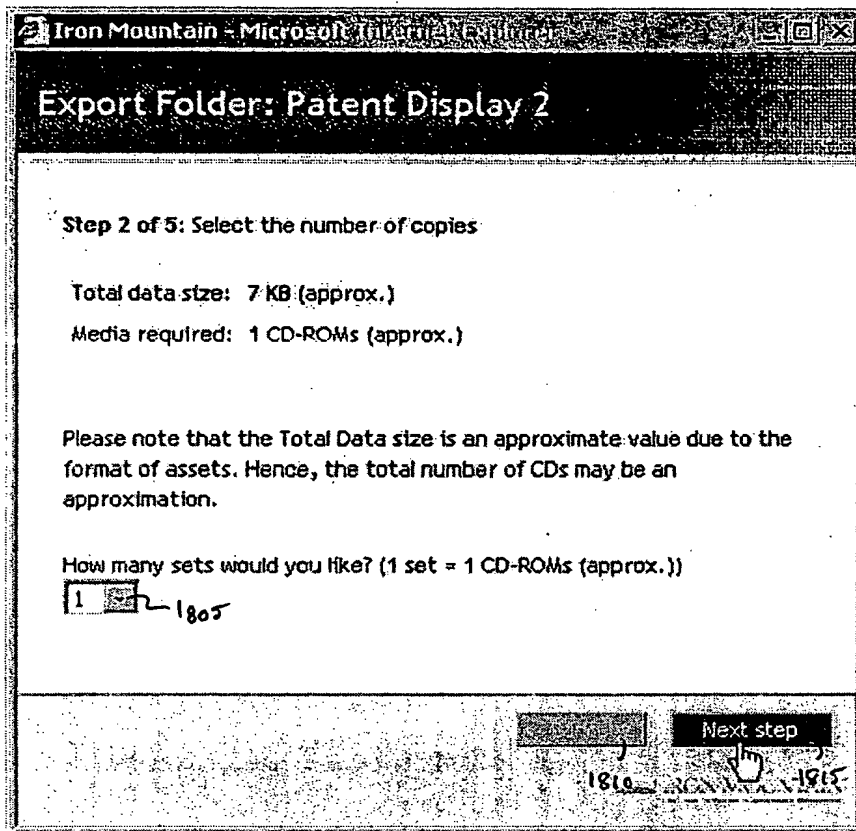 Iron Mountain - Microsoft Internet Explorer
Export Folder: Patent Display 2
Step 2 of 5: Select the number of copies
Total data size: 7 KB (approx.)
Media required: 1 CD-ROMs (approx.)
Please note that the Total Data size is an approximate value due to the
format of assets. Hence, the total number of CDs may be an
approximation.
How many sets would you like? (1 set = 1 CD-ROMs (approx.))
1
1805
Next step
1810
1815